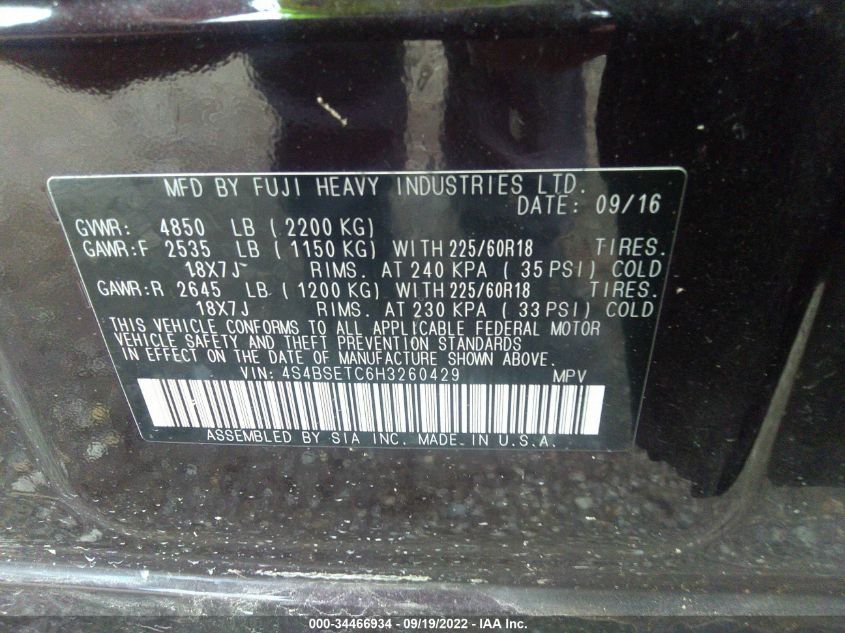 MFD BY FUJI HEAVY INDUSTRIES LTD.
DATE: 09/16
GVWR: 4850 LB ( 2200 KG)
GAWR:F 2535 LB ( 1150 KG) WITH 225/60R18 TIRES.
18X7J RIMS. AT 240 KPA ( 35 PSI) COLD
GAWR:R 2645 LB ( 1200 KG) WITH 225/60R18 TIRES.
18X7J RIMS. AT 230 KPA ( 33 PSI) COLD
THIS VEHICLE CONFORMS TO ALL APPLICABLE FEDERAL MOTOR
VEHICLE SAFETY AND THEFT PREVENTION STANDARDS
IN EFFECT ON THE DATE OF MANUFACTURE SHOWN ABOVE.
VIN: 4S4BSETC6H3260429 MPV
ASSEMBLED BY SIA INC. MADE IN U.S.A.
000-34466934 - 09/19/2022 - IAA Inc.